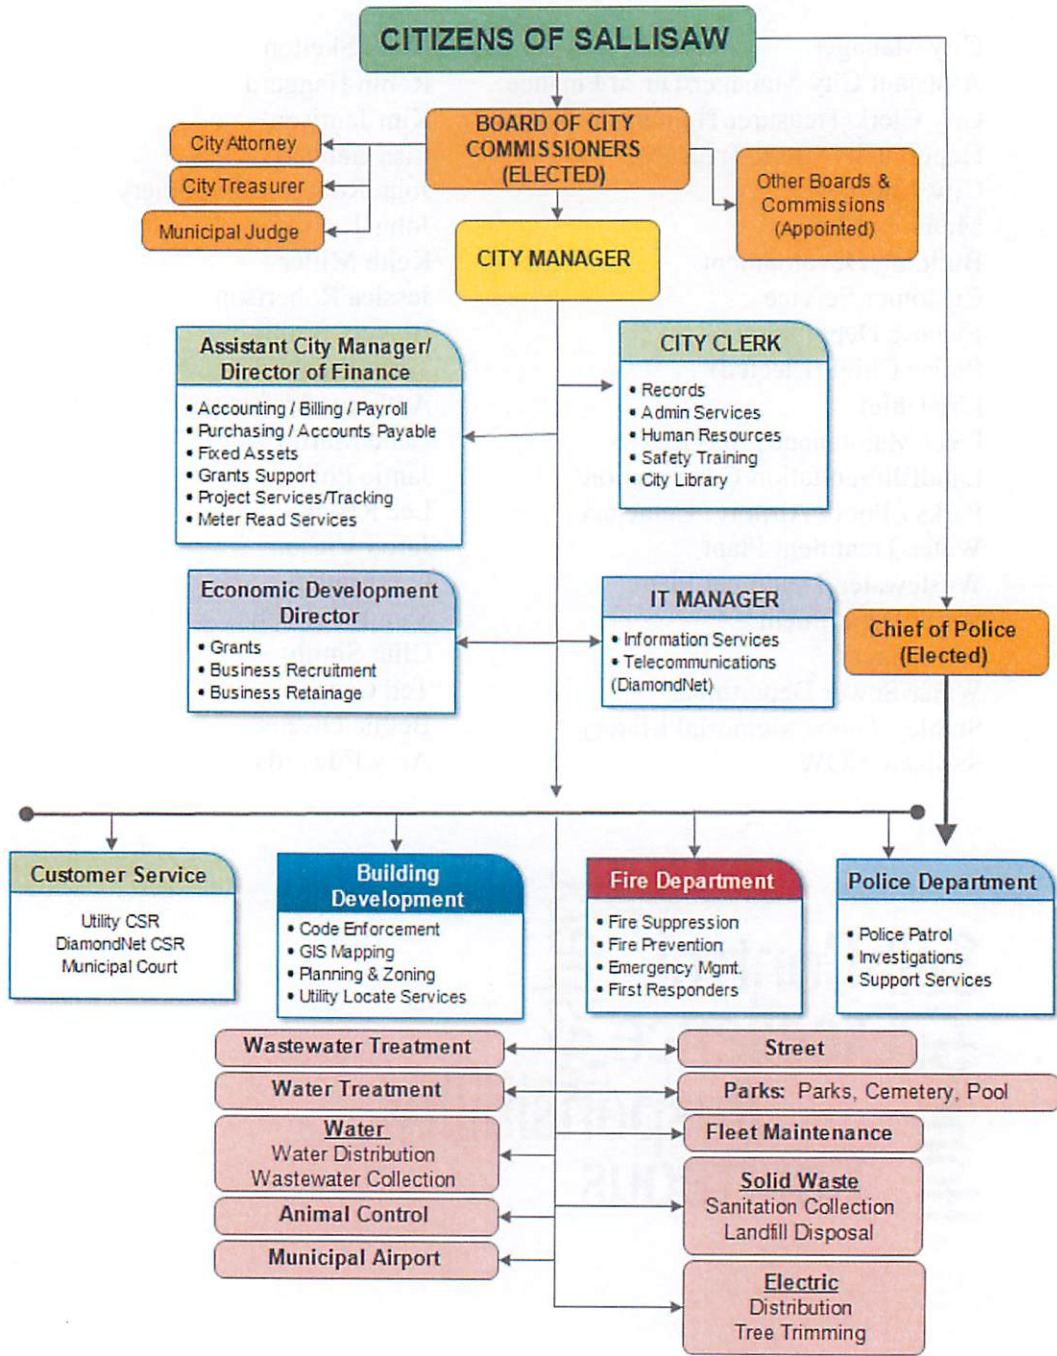 CITIZENS OF SALLISAW
BOARD OF CITY
COMMISSIONERS
(ELECTED)
City Attorney
City Treasurer
Municipal Judge
Other Boards &
Commissions
(Appointed)
CITY MANAGER
Assistant City Manager/
Director of Finance
• Accounting / Billing / Payroll
• Purchasing / Accounts Payable
• Fixed Assets
• Grants Support
• Project Services/Tracking
• Meter Read Services
CITY CLERK
• Records
• Admin Services
• Human Resources
• Safety Training
• City Library
Economic Development
Director
• Grants
• Business Recruitment
• Business Retainage
IT MANAGER
• Information Services
• Telecommunications
(DiamondNet)
Chief of Police
(Elected)
Customer Service
Utility CSR
DiamondNet CSR
Municipal Court
Building
Development
• Code Enforcement
• GIS Mapping
• Planning & Zoning
• Utility Locate Services
Fire Department
• Fire Suppression
• Fire Prevention
• Emergency Mgmt.
• First Responders
Police Department
• Police Patrol
• Investigations
• Support Services
Wastewater Treatment
Water Treatment
Water
Water Distribution
Wastewater Collection
Animal Control
Municipal Airport
Street
Parks: Parks, Cemetery, Pool
Fleet Maintenance
Solid Waste
Sanitation Collection
Landfill Disposal
Electric
Distribution
Tree Trimming